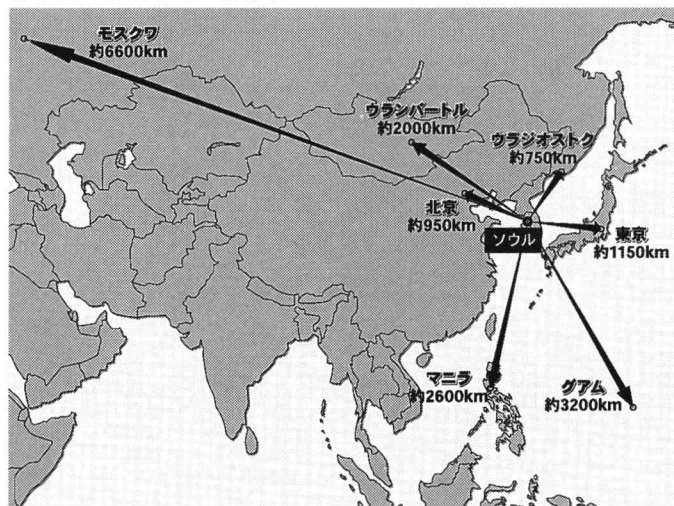 モスクワ
約6600km
ウランバートル
約2000km
ウラジオストク
約750km
北京
約950km
ソウル
東京
約1150km
マニラ
約2600km
グアム
約3200km